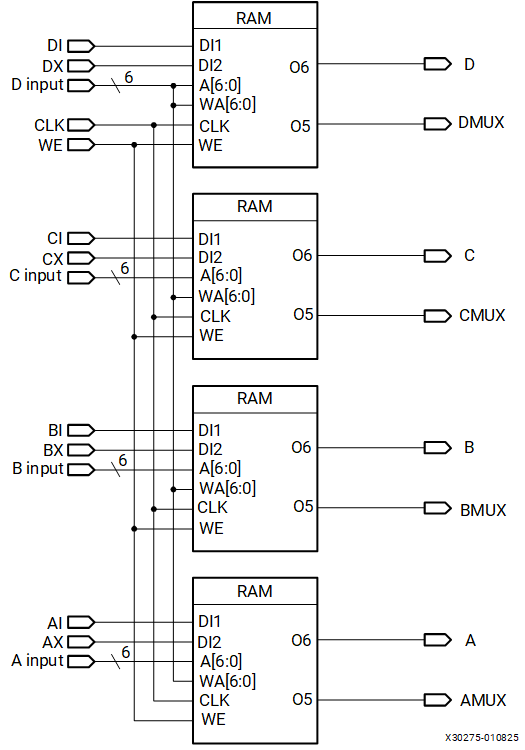 RAM
DI DI1
DX DI2 O6 D
D input 6 A[6:0]
WA[6:0]
CLK CLK O5 DMUX
WE WE
RAM
CI DI1
CX DI2 O6 C
C input 6 A[6:0]
WA[6:0]
CLK O5 CMUX
WE
RAM
BI DI1
BX DI2 O6 B
B input 6 A[6:0]
WA[6:0]
CLK O5 BMUX
WE
RAM
AI DI1
AX DI2 O6 A
A input 6 A[6:0]
WA[6:0]
CLK O5 AMUX
WE
X30275-010825